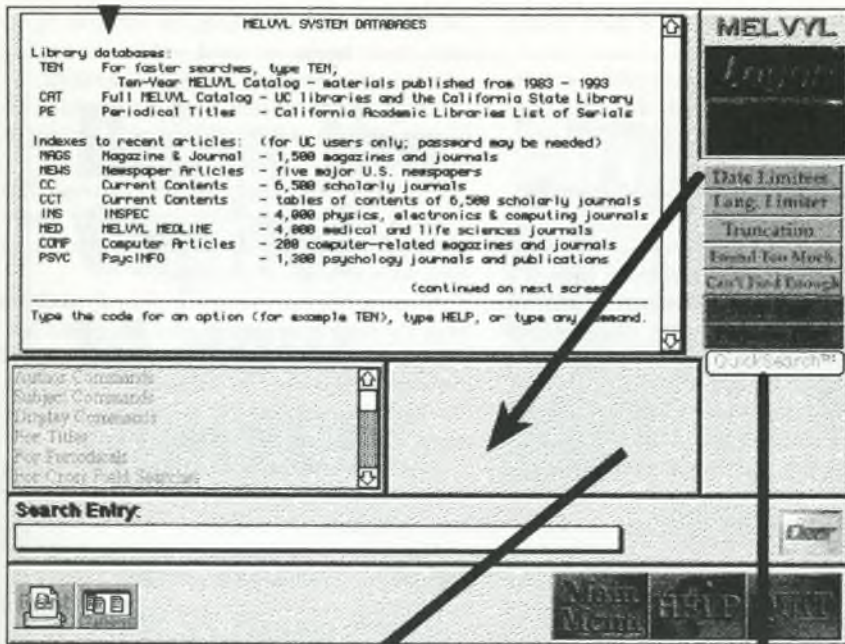 MELVYL SYSTEM DATABASES
Library databases:
TEN For faster searches, type TEN,
Ten-Year MELVYL Catalog - materials published from 1983 - 1993
CAT Full MELVYL Catalog - UC libraries and the California State Library
PE Periodical Titles - California Academic Libraries List of Serials
Indexes to recent articles: (for UC users only; password may be needed)
MAGS Magazine & Journal - 1,500 magazines and journals
NEWS Newspaper Articles - five major U.S. newspapers
CC Current Contents - 6,500 scholarly journals
CCT Current Contents - tables of contents of 6,500 scholarly journals
INS INSPEC - 4,000 physics, electronics & computing journals
MED MELVYL MEDLINE - 4,000 medical and life sciences journals
COMP Computer Articles - 200 computer-related magazines and journals
PSYC PsycINFO - 1,300 psychology journals and publications
(continued on next screen
Type the code for an option (for example TEN), type HELP, or type any command.
MELVYL
Date Limiters
Lang. Limiter
Truncation
Found Too Much
Can't Find Enough
QuickSearch™
Author Commands
Subject Commands
Display Commands
For Titles
For Periodicals
For Cross Field Searches
Search Entry:
Clear
Main
Menu
HELP